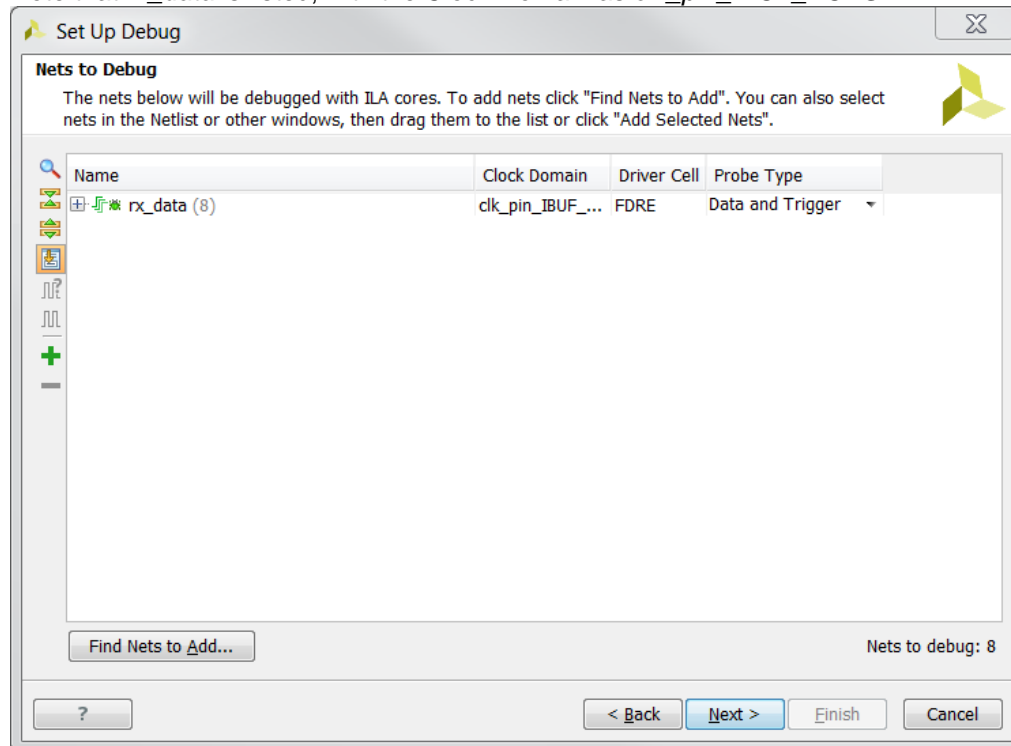 Set Up Debug
Nets to Debug
The nets below will be debugged with ILA cores. To add nets click "Find Nets to Add". You can also select
nets in the Netlist or other windows, then drag them to the list or click "Add Selected Nets".
Name Clock Domain Driver Cell Probe Type
rx_data (8) clk_pin_IBUF_... FDRE Data and Trigger
Find Nets to Add... Nets to debug: 8
? < Back Next > Finish Cancel